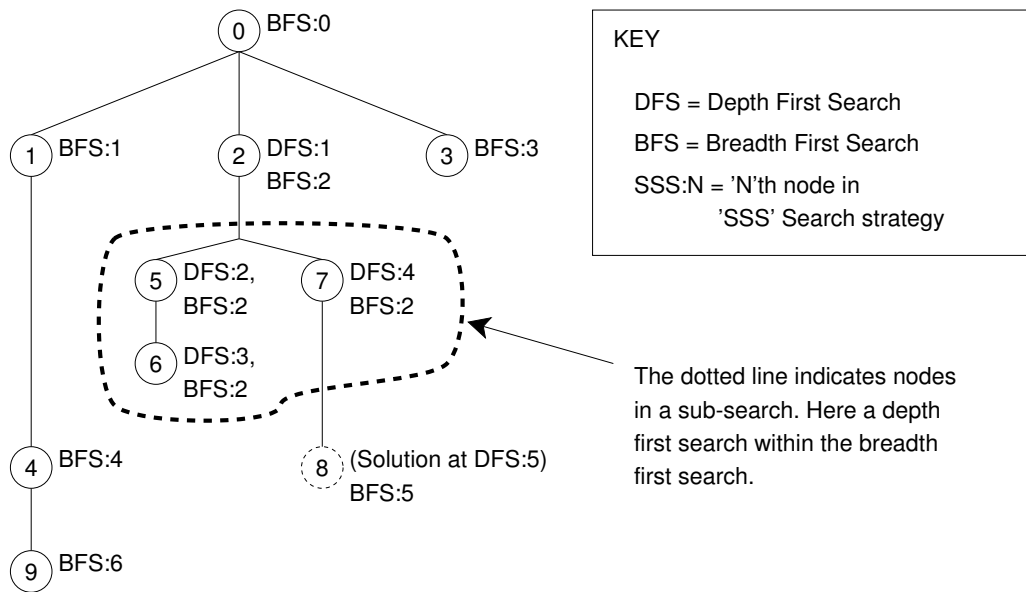 0 BFS:0
KEY
DFS = Depth First Search
BFS = Breadth First Search
SSS:N = 'N'th node in
'SSS' Search strategy
1 BFS:1
2 DFS:1
BFS:2
3 BFS:3
5 DFS:2,
BFS:2
7 DFS:4
BFS:2
6 DFS:3,
BFS:2
The dotted line indicates nodes
in a sub-search. Here a depth
first search within the breadth
first search.
4 BFS:4
8 (Solution at DFS:5)
BFS:5
9 BFS:6